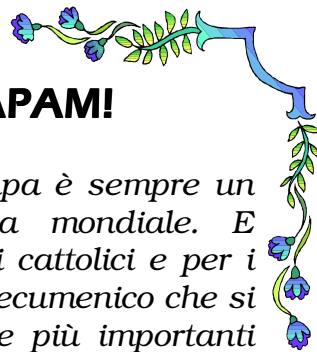 APAM!
pa è sempre un
a mondiale. E
i cattolici e per i
ecumenico che si
e più importanti